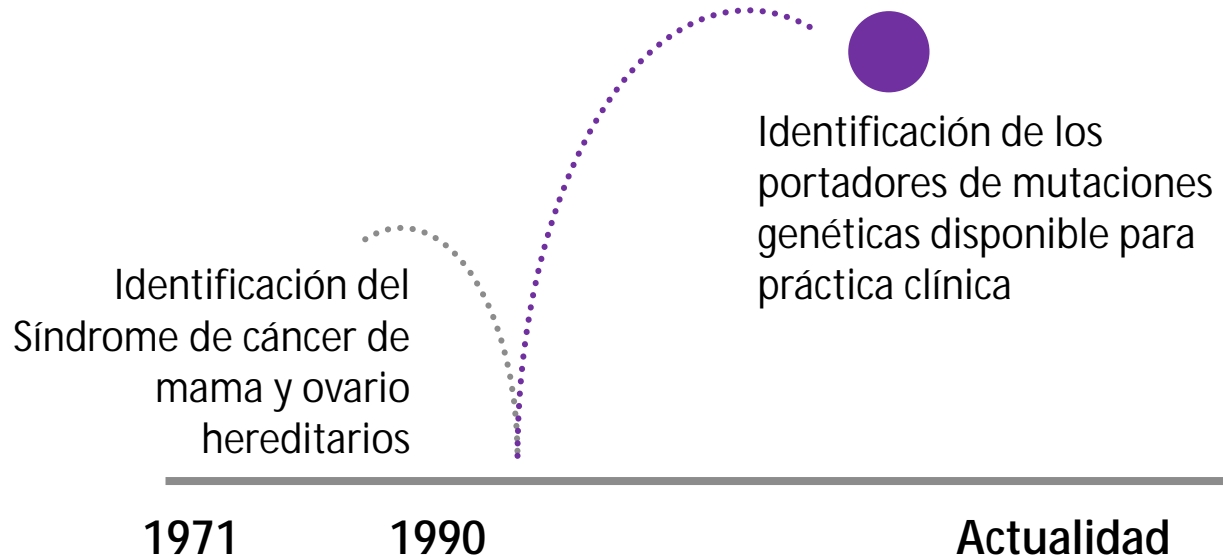 Identificación de los
portadores de mutaciones
genéticas disponible para
práctica clínica
Identificación del
Síndrome de cáncer de
mama y ovario
hereditarios
1971 1990 Actualidad